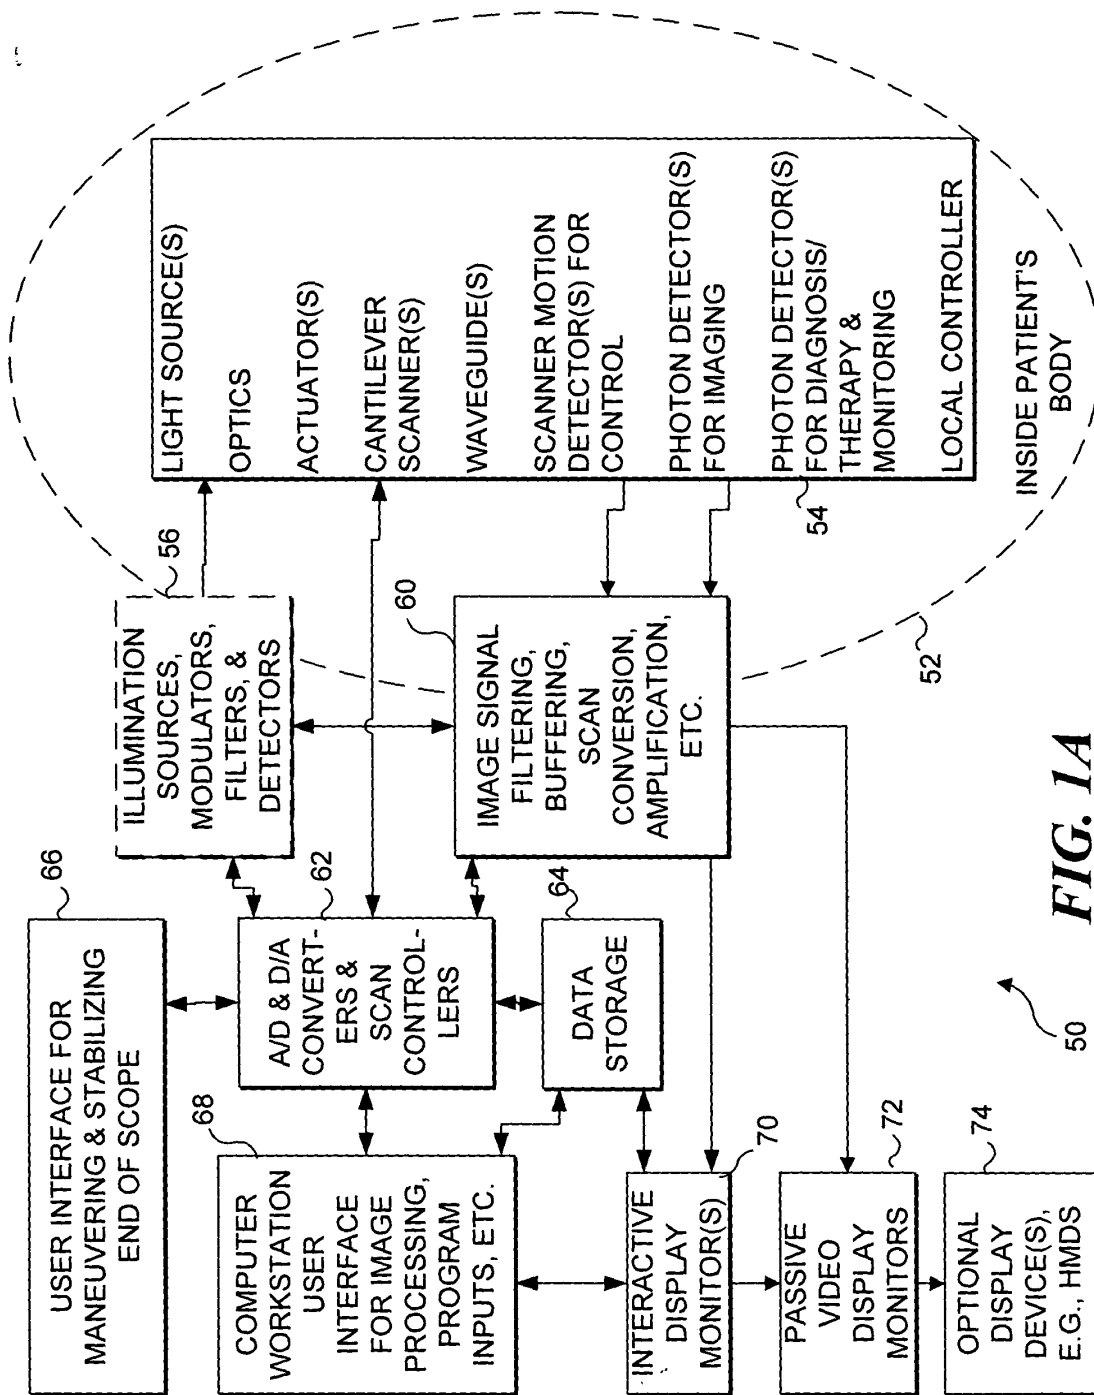 USER INTERFACE FOR
MANEUVERING & STABILIZING
END OF SCOPE
66
COMPUTER
WORKSTATION
USER
INTERFACE
FOR IMAGE
PROCESSING,
PROGRAM
INPUTS, ETC.
68
A/D & D/A
CONVERT-
ERS &
SCAN
CONTROL-
LERS
62
ILLUMINATION
SOURCES,
MODULATORS,
FILTERS, &
DETECTORS
56
DATA
STORAGE
64
IMAGE SIGNAL
FILTERING,
BUFFERING,
SCAN
CONVERSION,
AMPLIFICATION,
ETC.
60
LIGHT SOURCE(S)
OPTICS
ACTUATOR(S)
CANTILEVER
SCANNER(S)
WAVEGUIDE(S)
SCANNER MOTION
DETECTOR(S) FOR
CONTROL
PHOTON DETECTOR(S)
FOR IMAGING
PHOTON DETECTOR(S)
FOR DIAGNOSIS/
THERAPY &
MONITORING
LOCAL CONTROLLER
54
INSIDE PATIENT'S
BODY
52
INTERACTIVE
DISPLAY
MONITOR(S)
70
PASSIVE
VIDEO
DISPLAY
MONITORS
72
OPTIONAL
DISPLAY
DEVICE(S),
E.G., HMDS
74
50
FIG. 1A